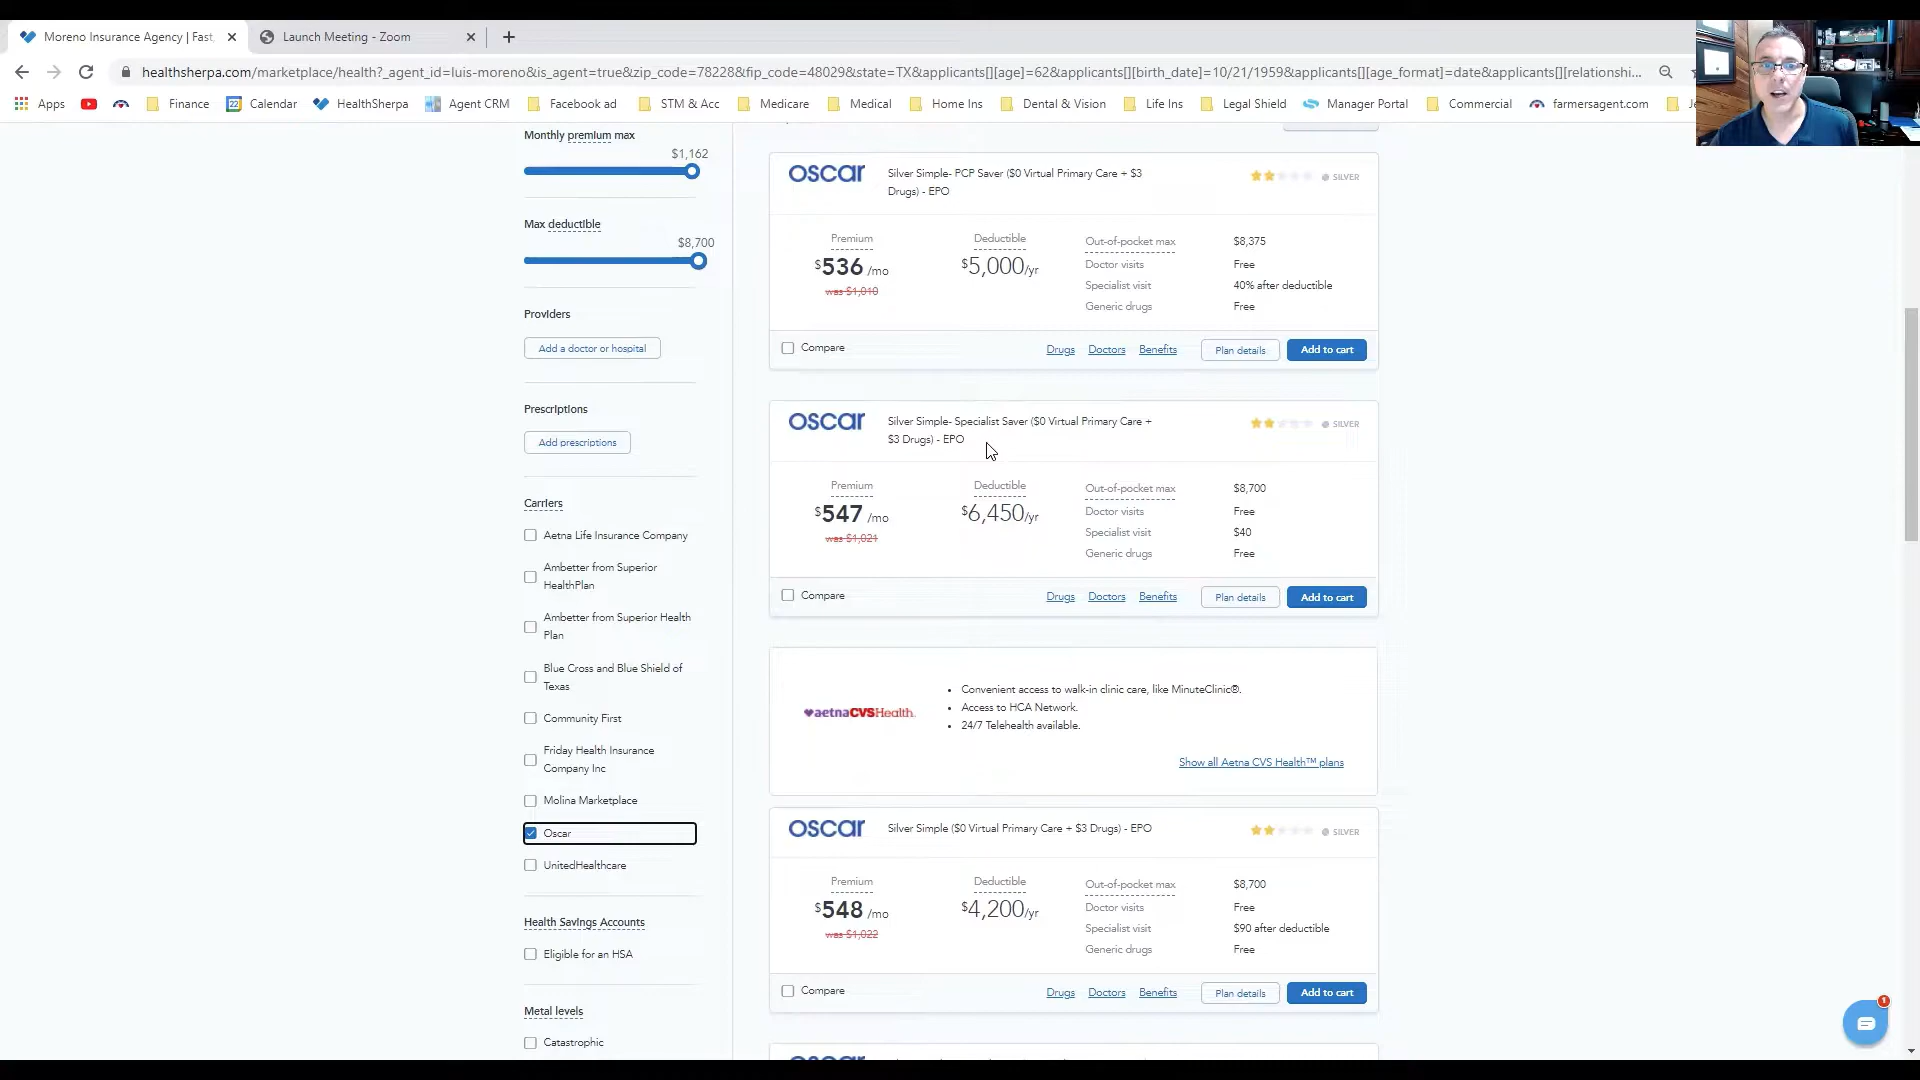 Moreno Insurance Agency | Fast,
Launch Meeting - Zoom
healthsherpa.com/marketplace/health?_agent_id=luis-moreno&is_agent=true&zip_code=78228&fip_code=48029&state=TX&applicants[][age]=62&applicants[][birth_date]=10/21/1959&applicants[][age_format]=date&applicants[][relationshi...
Apps
Finance
22
Calendar
HealthSherpa
Agent CRM
Facebook ad
STM & Acc
Medicare
Medical
Home Ins
Dental & Vision
Life Ins
Legal Shield
Manager Portal
Commercial
farmersagent.com
Monthly premium max
$1,162
Max deductible
$8,700
Providers
Add a doctor or hospital
Prescriptions
Add prescriptions
Carriers
Aetna Life Insurance Company
Ambetter from Superior
HealthPlan
Ambetter from Superior Health
Plan
Blue Cross and Blue Shield of
Texas
Community First
Friday Health Insurance
Company Inc
Molina Marketplace
Oscar
UnitedHealthcare
Health Savings Accounts
Eligible for an HSA
Metal levels
Catastrophic
oscar
Silver Simple- PCP Saver ($0 Virtual Primary Care + $3
Drugs) - EPO
SILVER
Premium
$536 /mo
was $1,010
Deductible
$5,000/yr
Out-of-pocket max $8,375
Doctor visits Free
Specialist visit 40% after deductible
Generic drugs Free
Compare
Drugs Doctors Benefits Plan details Add to cart
oscar
Silver Simple- Specialist Saver ($0 Virtual Primary Care +
$3 Drugs) - EPO
SILVER
Premium
$547 /mo
was $1,021
Deductible
$6,450/yr
Out-of-pocket max $8,700
Doctor visits Free
Specialist visit $40
Generic drugs Free
Compare
Drugs Doctors Benefits Plan details Add to cart
aetna CVSHealth.
• Convenient access to walk-in clinic care, like MinuteClinic®.
• Access to HCA Network.
• 24/7 Telehealth available.
Show all Aetna CVS Health™ plans
oscar
Silver Simple ($0 Virtual Primary Care + $3 Drugs) - EPO
SILVER
Premium
$548 /mo
was $1,022
Deductible
$4,200/yr
Out-of-pocket max $8,700
Doctor visits Free
Specialist visit $90 after deductible
Generic drugs Free
Compare
Drugs Doctors Benefits Plan details Add to cart
oscar
1